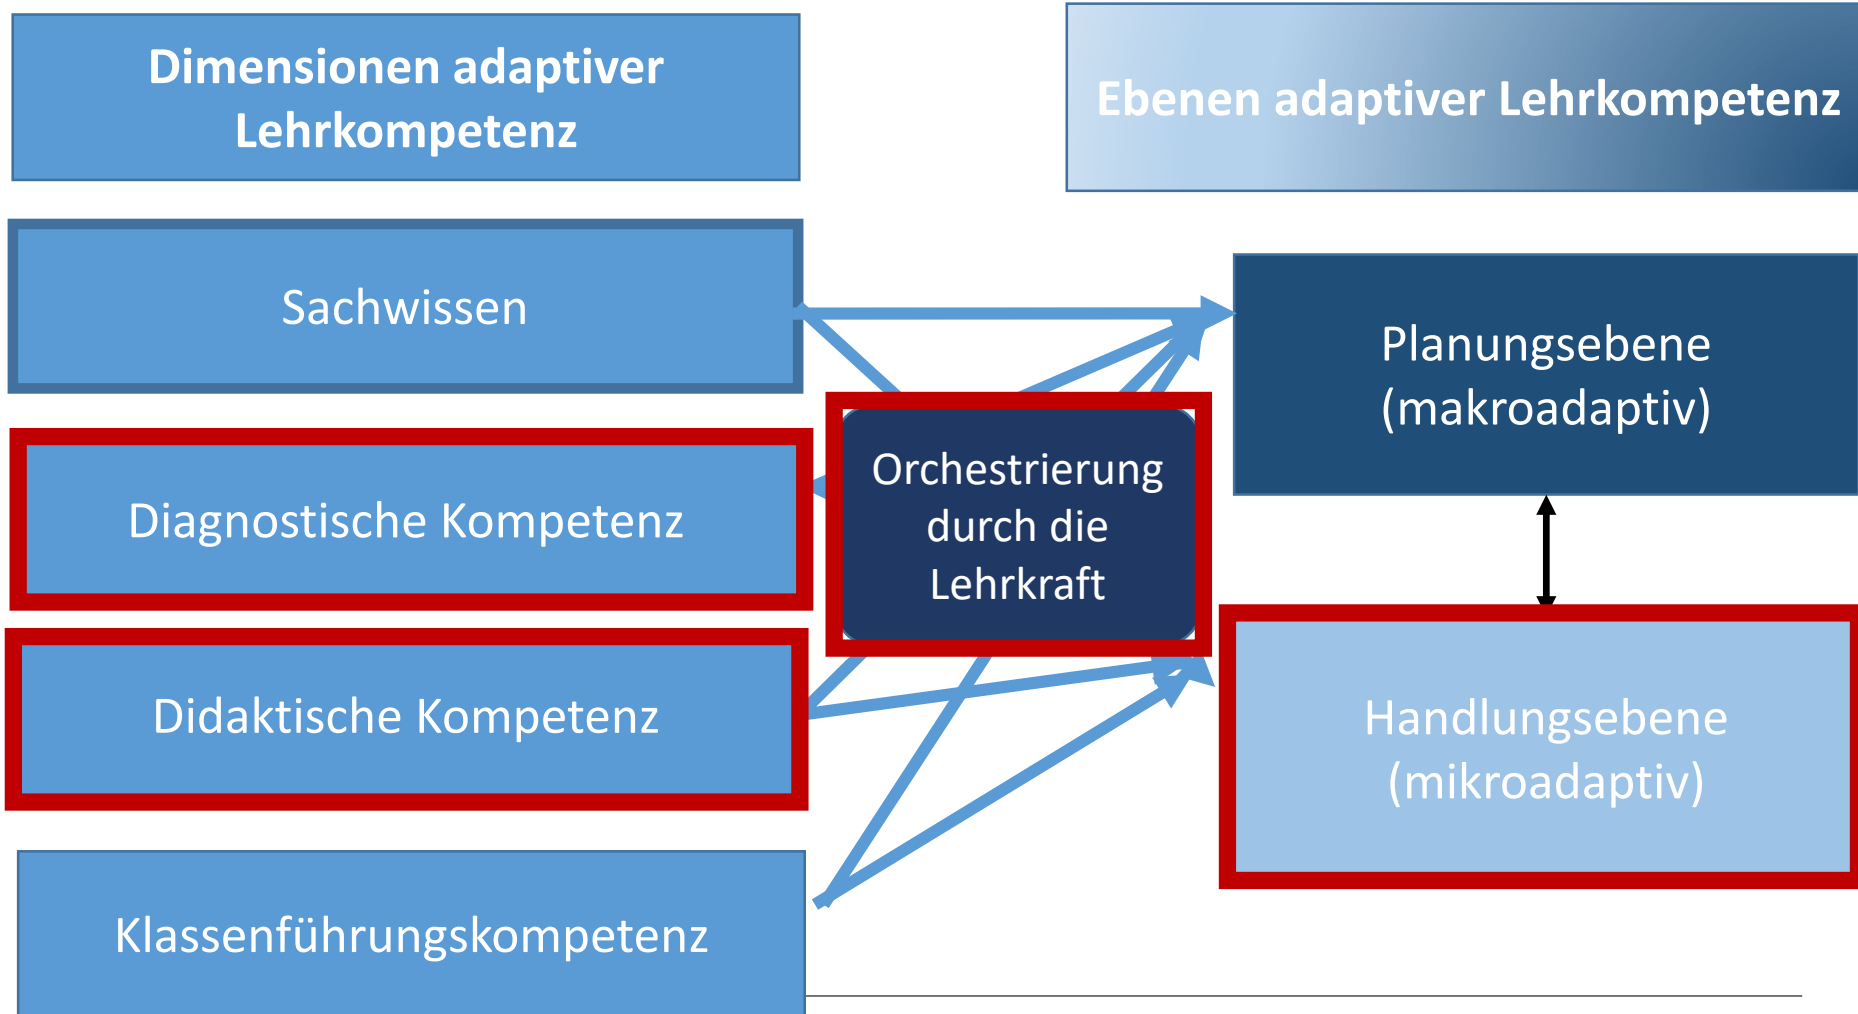 Dimensionen adaptiver
Lehrkompetenz
Ebenen adaptiver Lehrkompetenz
Sachwissen
Diagnostische Kompetenz
Didaktische Kompetenz
Klassenführungskompetenz
Orchestrierung
durch die
Lehrkraft
Planungsebene
(makroadaptiv)
Handlungsebene
(mikroadaptiv)